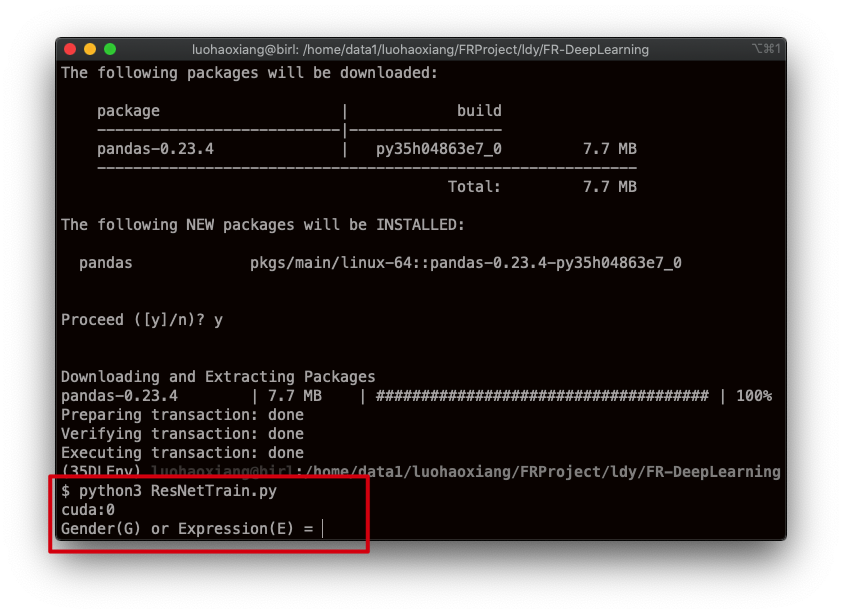 luohaoxiang@birl: /home/data1/luohaoxiang/FRProject/ldy/FR-DeepLearning ⌥⌘1
The following packages will be downloaded:
package | build
---------------------------|-----------------
pandas-0.23.4 | py35h04863e7_0 7.7 MB
------------------------------------------------------------
Total: 7.7 MB
The following NEW packages will be INSTALLED:
pandas pkgs/main/linux-64::pandas-0.23.4-py35h04863e7_0
Proceed ([y]/n)? y
Downloading and Extracting Packages
pandas-0.23.4 | 7.7 MB | ##################################### | 100%
Preparing transaction: done
Verifying transaction: done
Executing transaction: done
(35DLEnv) luohaoxiang@birl:/home/data1/luohaoxiang/FRProject/ldy/FR-DeepLearning
$ python3 ResNetTrain.py
cuda:0
Gender(G) or Expression(E) =